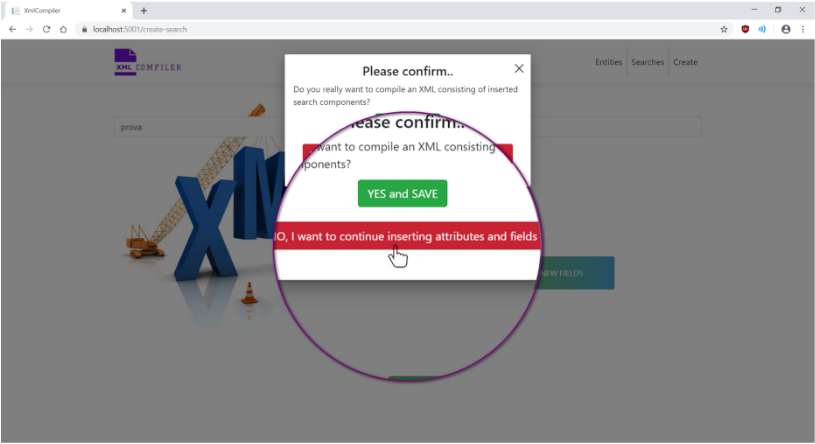 XmlCompiler
localhost:5001/create-search
XML COMPILER
Entities Searches Create
Please confirm..
Do you really want to compile an XML consisting of inserted
search components?
prova
ease confirm..
want to compile an XML consisting
ponents?
YES and SAVE
NO, I want to continue inserting attributes and fields
NEW FIELDS
XM